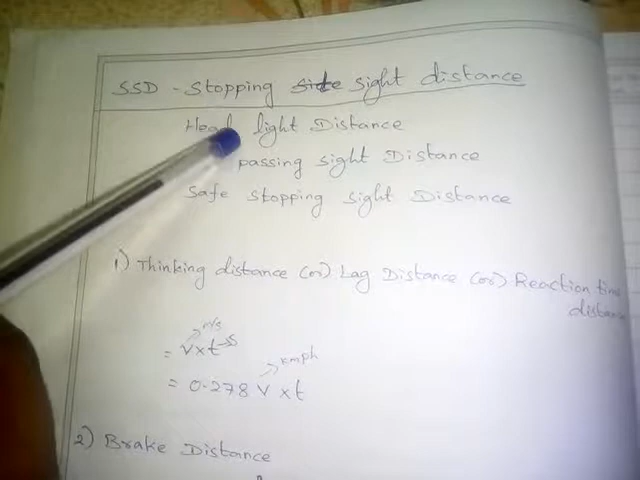 SSD - Stopping side sight distance
Head light Distance
passing sight Distance
Safe stopping sight Distance
1) Thinking distance (or) Lag Distance (or) Reaction time
distance
m/s
= v x t → s
kmph
= 0.278 V x t
2) Brake Distance